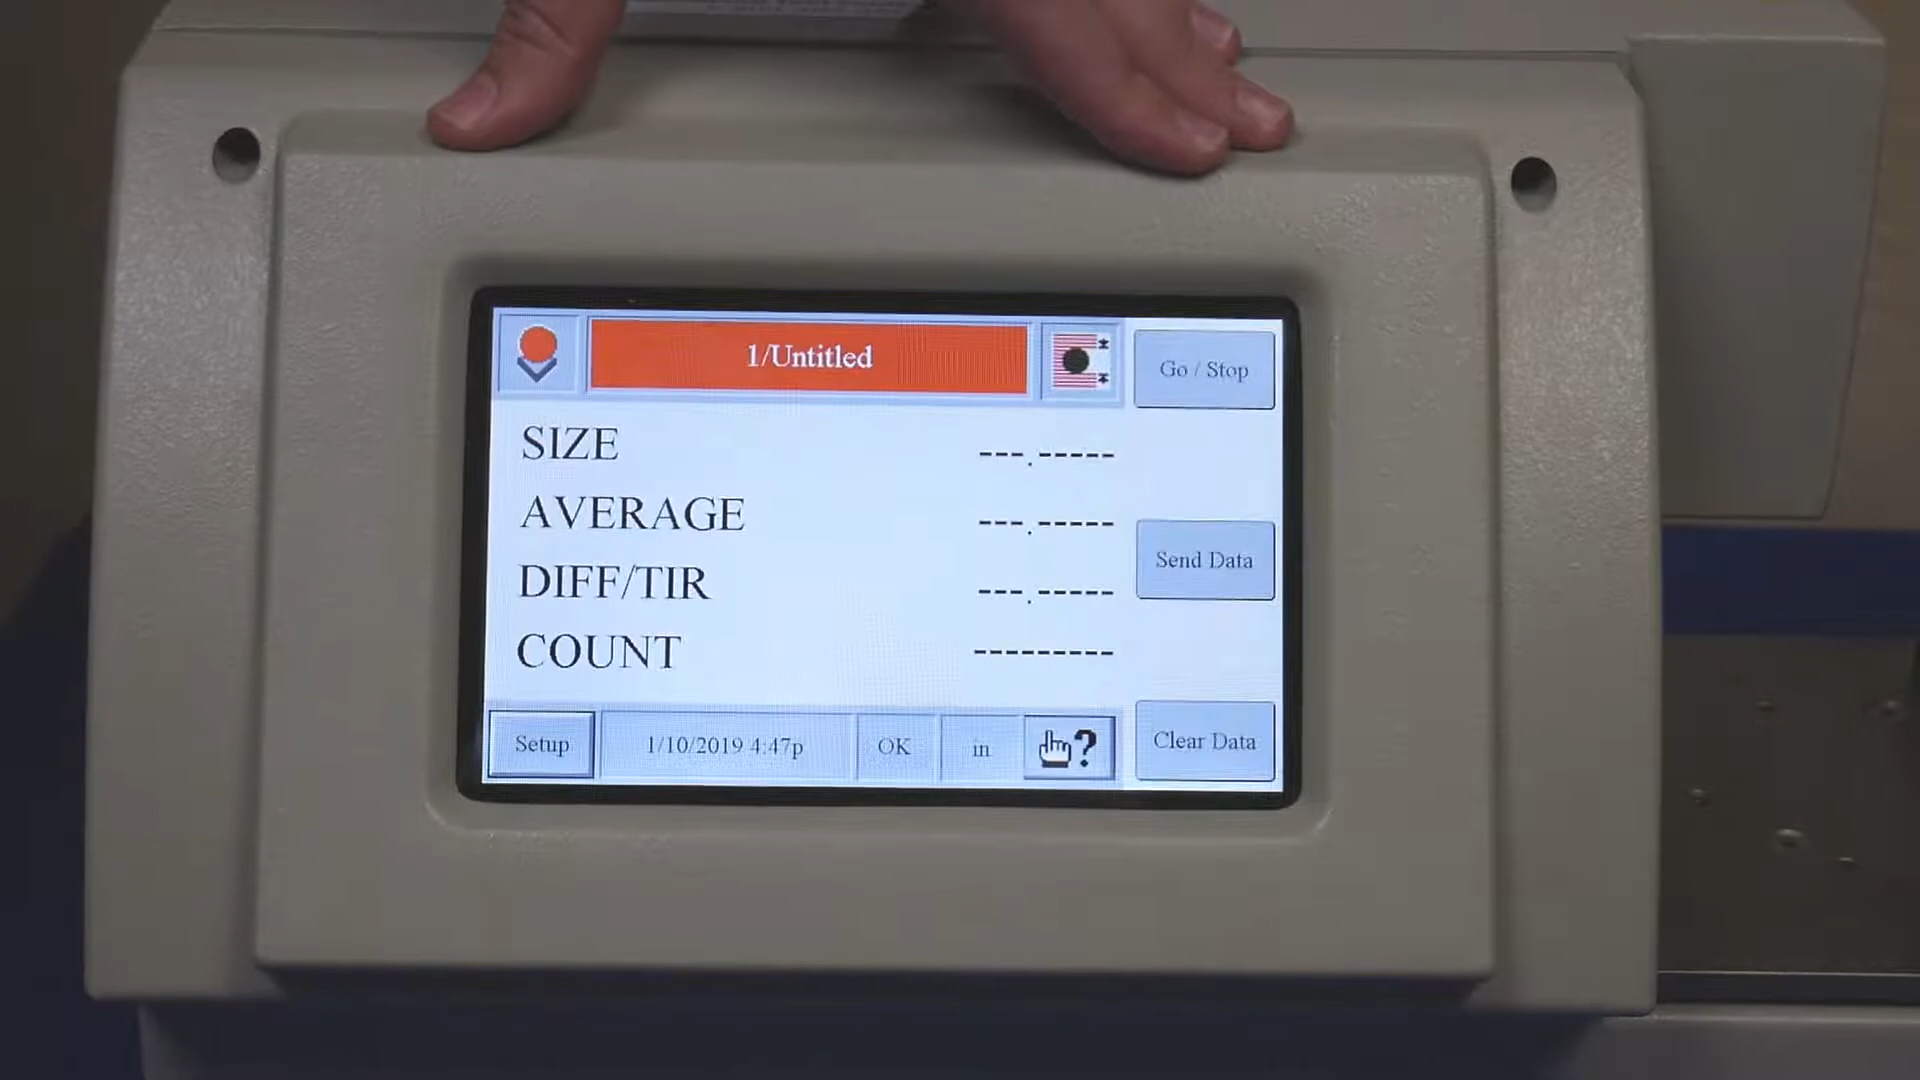 1/Untitled
Go / Stop
SIZE ---.-----
AVERAGE ---.-----
Send Data
DIFF/TIR ---.-----
COUNT ---------
Setup 1/10/2019 4:47p OK in ?
Clear Data